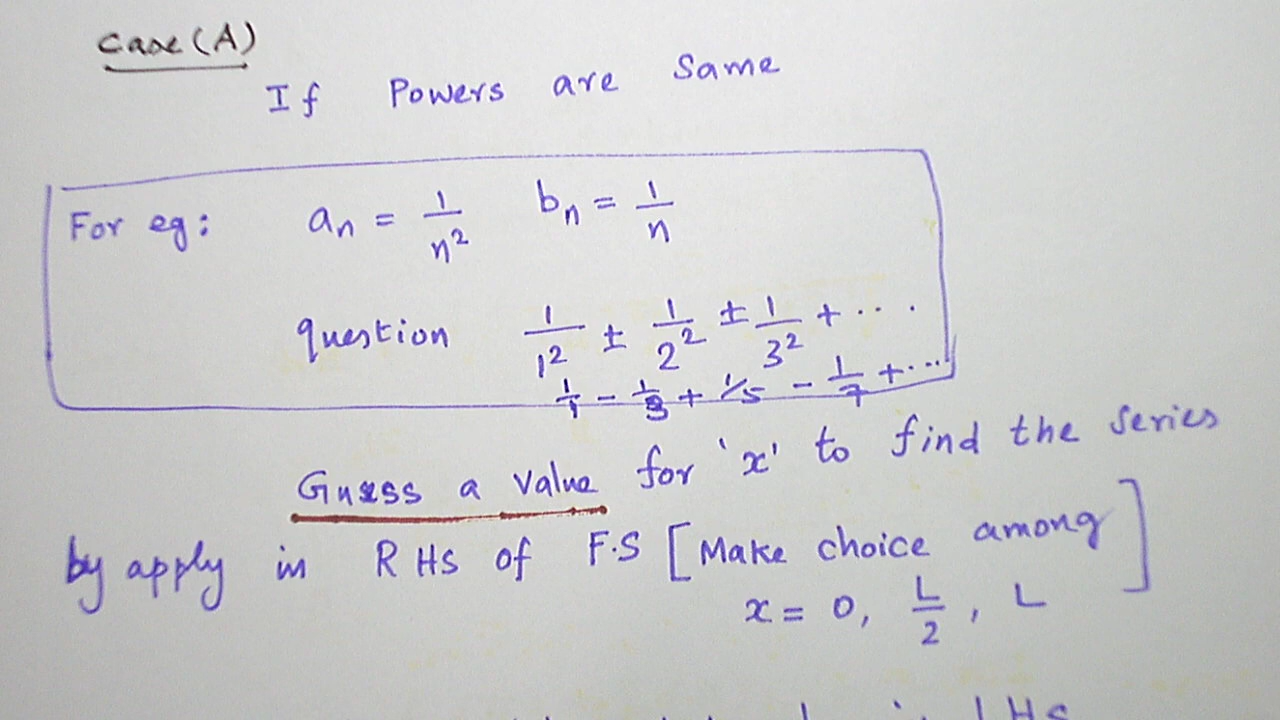 Case (A)
If Powers are Same
For eg: aₙ = 1/n² bₙ = 1/n
question 1/1² ± 1/2² ± 1/3² + ....
1/1 - 1/3 + 1/5 - 1/7 + ....
Guess a value for 'x' to find the series
by apply in RHS of F.S [Make choice among
x = 0, L/2, L]
LHS